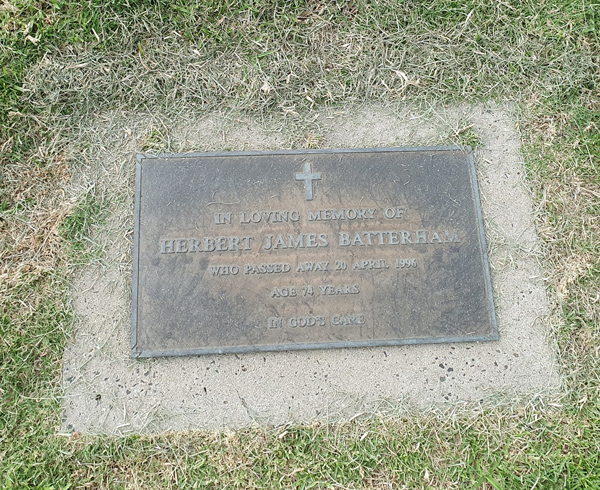 IN LOVING MEMORY OF
HERBERT JAMES BATTERHAM
WHO PASSED AWAY 20 APRIL 1996
AGE 74 YEARS
IN GOD'S CARE